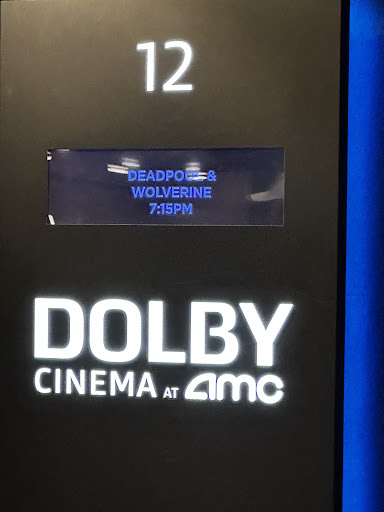 12
DEADPOOL &
WOLVERINE
7:15PM
DOLBY
CINEMA AT amc